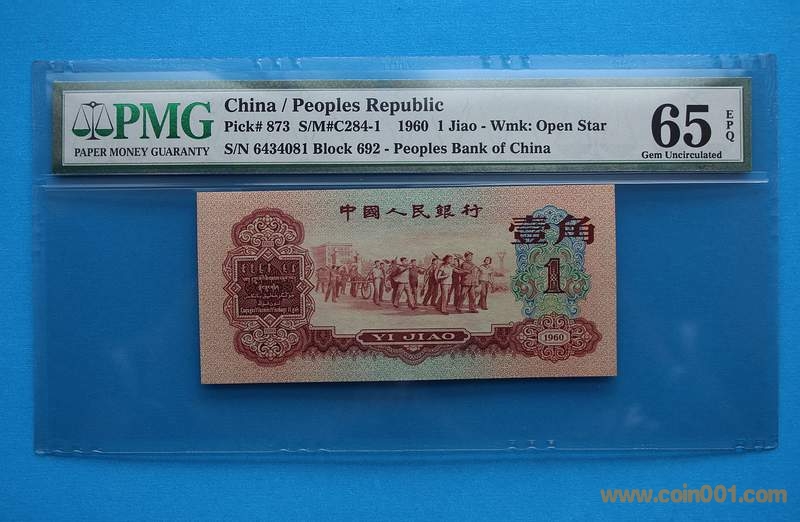 PMG
PAPER MONEY GUARANTY
China / Peoples Republic
Pick# 873 S/M#C284-1 1960 1 Jiao - Wmk: Open Star
S/N 6434081 Block 692 - Peoples Bank of China
65
EPQ
Gem Uncirculated
中國人民銀行
壹角
1
YI JIAO
1960
www.coin001.com